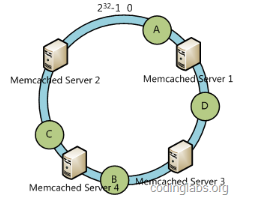 2³²-1 0
A
Memcached Server 2
Memcached Server 1
D
C
Memcached Server 4
B
Memcached Server 3
codinglabs.org